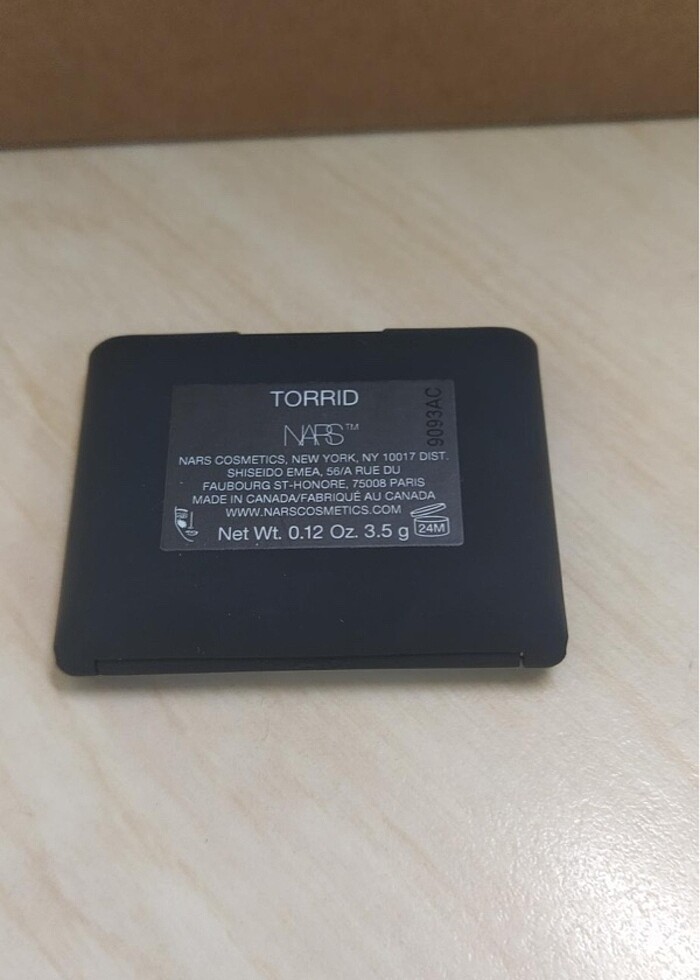 TORRID
NARS™
9093AC
NARS COSMETICS, NEW YORK, NY 10017 DIST.
SHISEIDO EMEA, 56/A RUE DU
FAUBOURG ST-HONORE, 75008 PARIS
MADE IN CANADA/FABRIQUÉ AU CANADA
WWW.NARSCOSMETICS.COM
Net Wt. 0.12 Oz. 3.5 g
24M